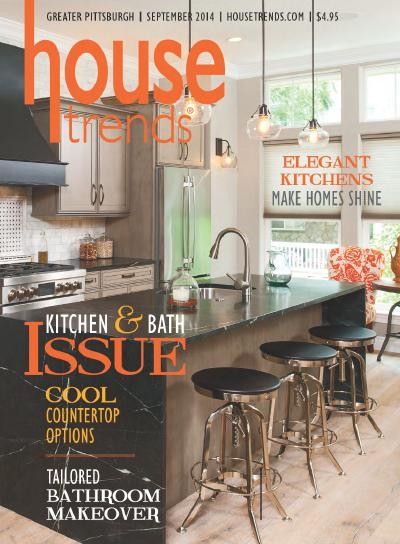 GREATER PITTSBURGH | SEPTEMBER 2014 | HOUSETRENDS.COM | $4.95
house
trends
ELEGANT
KITCHENS
MAKE HOMES SHINE
KITCHEN & BATH
ISSUE
COOL
COUNTERTOP
OPTIONS
TAILORED
BATHROOM
MAKEOVER